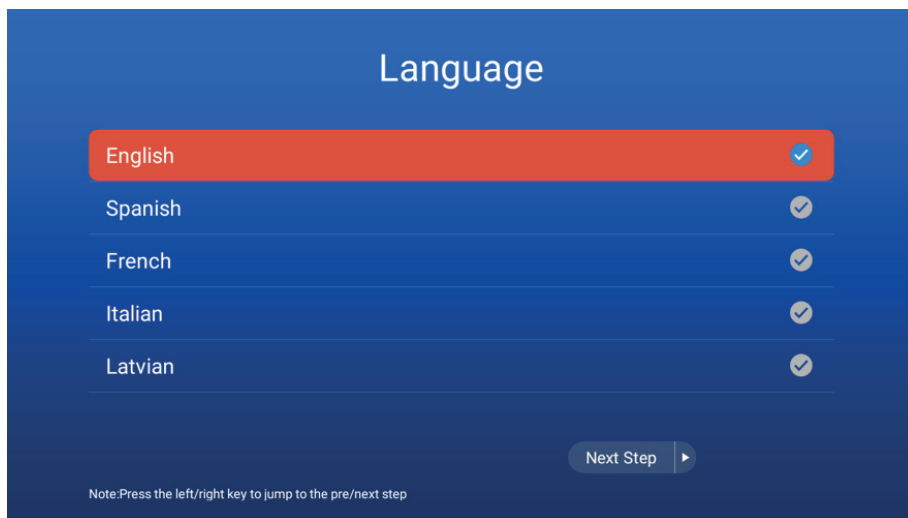 Language
English
Spanish
French
Italian
Latvian
Next Step
Note:Press the left/right key to jump to the pre/next step